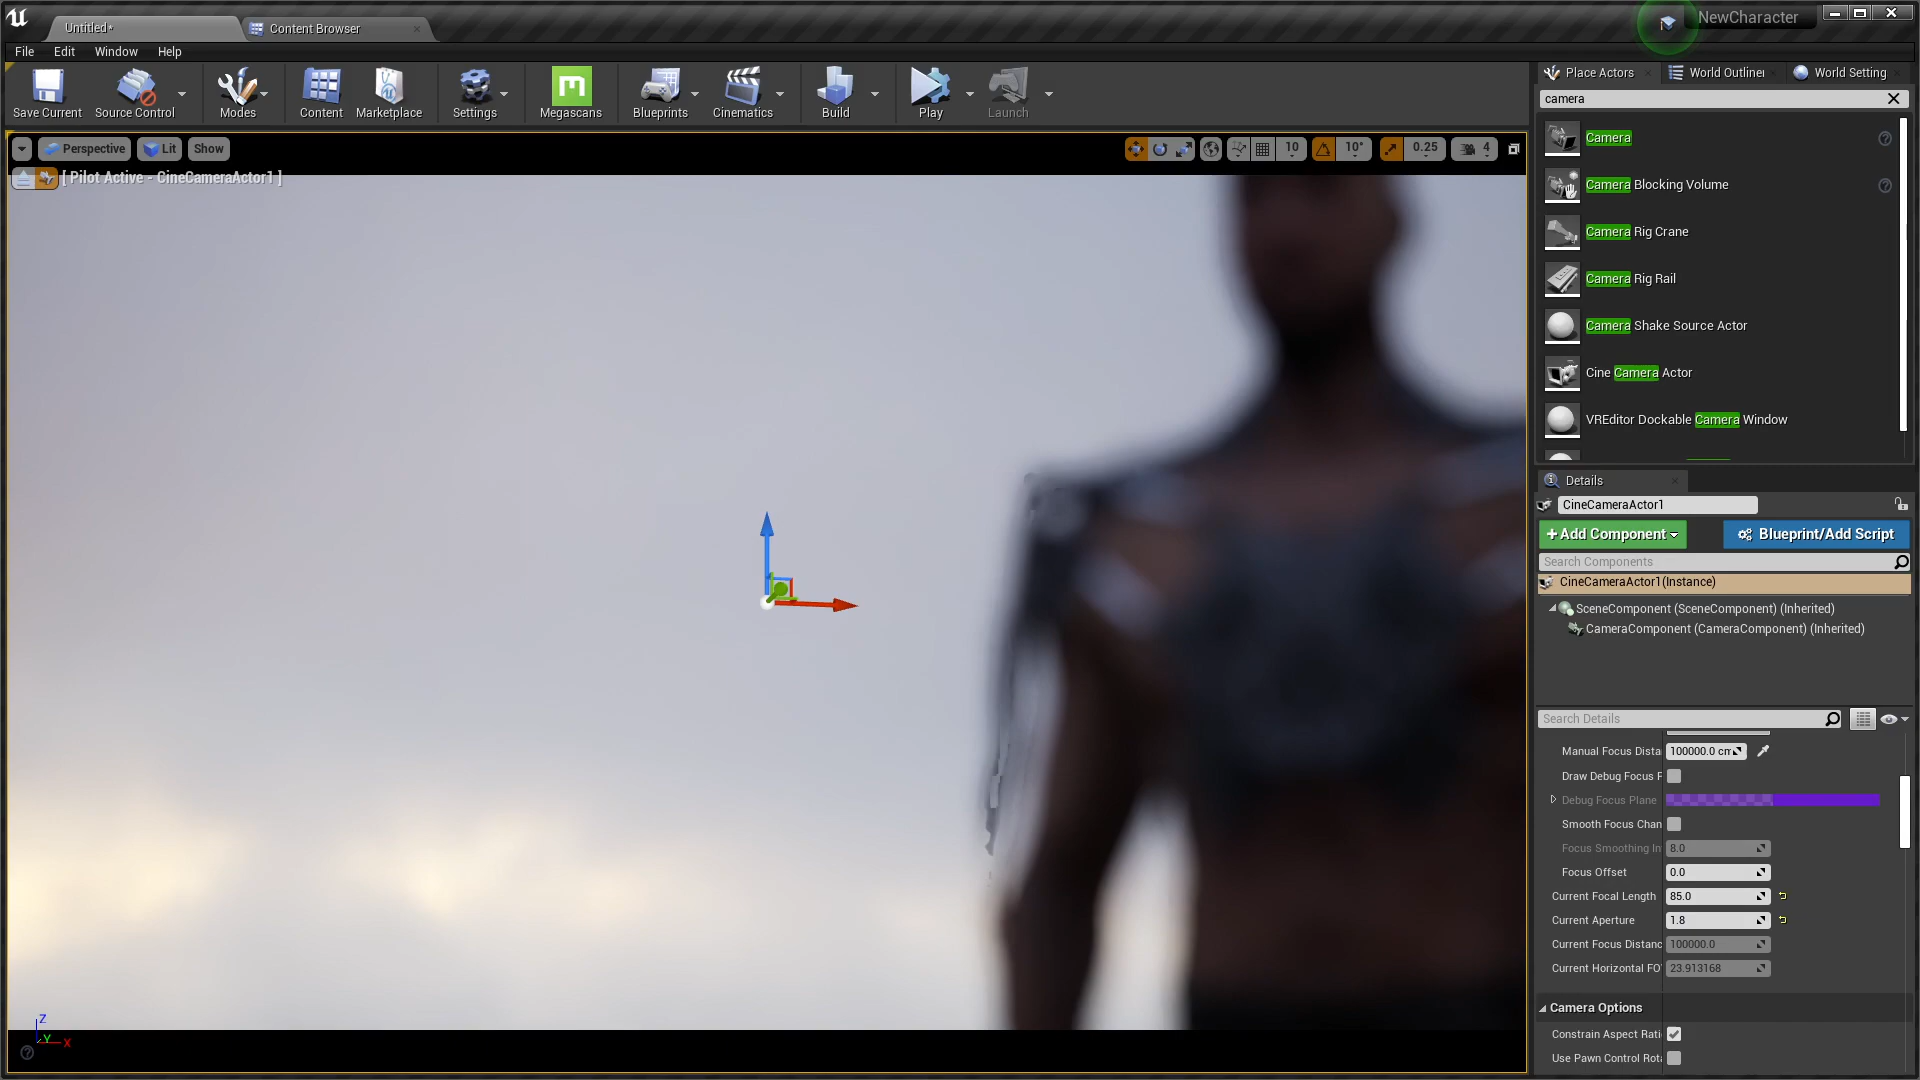 Untitled*
Content Browser
NewCharacter
File
Edit
Window
Help
Save Current
Source Control
Modes
Content
Marketplace
Settings
Megascans
Blueprints
Cinematics
Build
Play
Launch
Perspective
Lit
Show
10
10°
0.25
4
[ Pilot Active - CineCameraActor1 ]
Z
Y
X
Place Actors
World Outliner
World Setting
camera
Camera
Camera Blocking Volume
Camera Rig Crane
Camera Rig Rail
Camera Shake Source Actor
Cine Camera Actor
VREditor Dockable Camera Window
Details
CineCameraActor1
+Add Component
Blueprint/Add Script
Search Components
CineCameraActor1(Instance)
SceneComponent (SceneComponent) (Inherited)
CameraComponent (CameraComponent) (Inherited)
Search Details
Manual Focus Dista
100000.0 cm
Draw Debug Focus P
Debug Focus Plane
Smooth Focus Chan
Focus Smoothing In
8.0
Focus Offset
0.0
Current Focal Length
85.0
Current Aperture
1.8
Current Focus Distanc
100000.0
Current Horizontal FO
23.913168
Camera Options
Constrain Aspect Rati
Use Pawn Control Rota